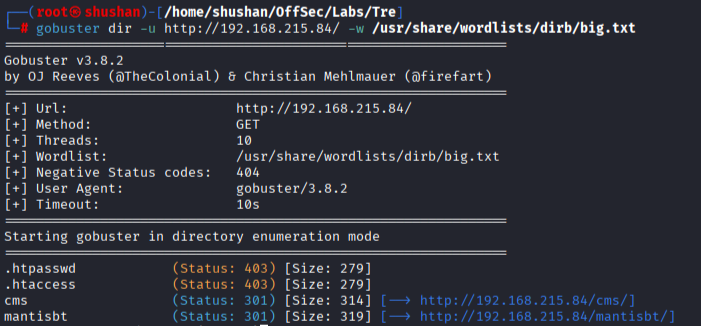 ┌──(root㉿shushan)-[/home/shushan/OffSec/Labs/Tre]
└─# gobuster dir -u http://192.168.215.84/ -w /usr/share/wordlists/dirb/big.txt
===============================================================
Gobuster v3.8.2
by OJ Reeves (@TheColonial) & Christian Mehlmauer (@firefart)
===============================================================
[+] Url:                     http://192.168.215.84/
[+] Method:                  GET
[+] Threads:                 10
[+] Wordlist:                /usr/share/wordlists/dirb/big.txt
[+] Negative Status codes:   404
[+] User Agent:              gobuster/3.8.2
[+] Timeout:                 10s
===============================================================
Starting gobuster in directory enumeration mode
===============================================================
.htpasswd            (Status: 403) [Size: 279]
.htaccess            (Status: 403) [Size: 279]
cms                  (Status: 301) [Size: 314] [--> http://192.168.215.84/cms/]
mantisbt             (Status: 301) [Size: 319] [--> http://192.168.215.84/mantisbt/]